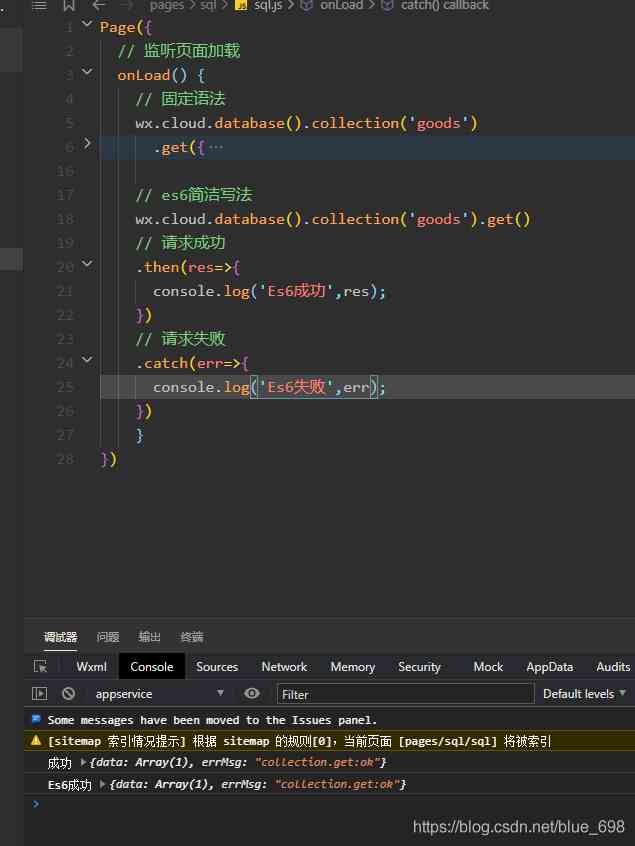 pages > sql > JS sql.js > onLoad > catch() callback
1 Page({
2 // 监听页面加载
3 onLoad() {
4 // 固定语法
5 wx.cloud.database().collection('goods')
6 .get({ ···
16
17 // es6简洁写法
18 wx.cloud.database().collection('goods').get()
19 // 请求成功
20 .then(res=>{
21 console.log('Es6成功',res);
22 })
23 // 请求失败
24 .catch(err=>{
25 console.log('Es6失败',err);
26 })
27 }
28 })
调试器 问题 输出 终端
Wxml Console Sources Network Memory Security Mock AppData Audits
appservice Filter Default levels
Some messages have been moved to the Issues panel.
[sitemap 索引情况提示] 根据 sitemap 的规则[0]，当前页面 [pages/sql/sql] 将被索引
成功 {data: Array(1), errMsg: "collection.get:ok"}
Es6成功 {data: Array(1), errMsg: "collection.get:ok"}
https://blog.csdn.net/blue_698